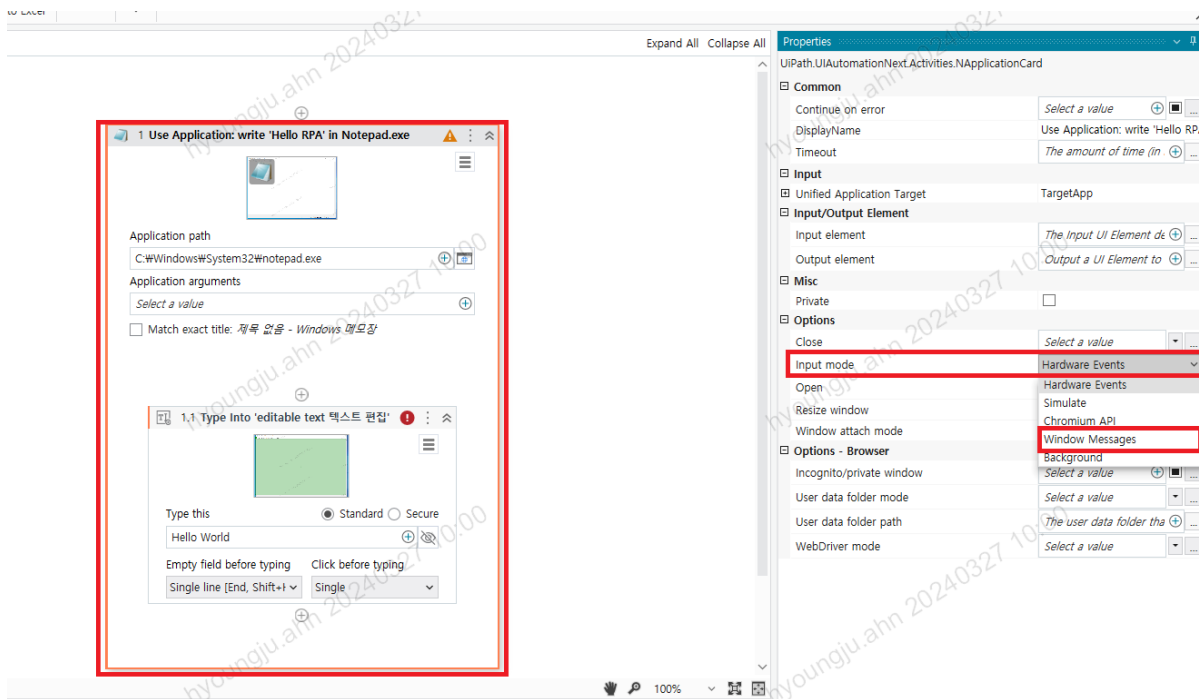 to Excel
Expand All Collapse All
Properties
UiPath.UIAutomationNext.Activities.NApplicationCard
Common
Continue on error Select a value ...
DisplayName Use Application: write 'Hello RPA
Timeout The amount of time (in ...
Input
Unified Application Target TargetApp
Input/Output Element
Input element The Input UI Element de ...
Output element Output a UI Element to ...
Misc
Private
Options
Close Select a value ...
Input mode Hardware Events
Hardware Events
Simulate
Chromium API
Window Messages
Background
Open
Resize window
Window attach mode
Options - Browser
Incognito/private window Select a value ...
User data folder mode Select a value ...
User data folder path The user data folder tha ...
WebDriver mode Select a value ...
1 Use Application: write 'Hello RPA' in Notepad.exe
Application path
C:₩Windows₩System32₩notepad.exe
Application arguments
Select a value
Match exact title: 제목 없음 - Windows 메모장
1.1 Type Into 'editable text 텍스트 편집'
Type this Standard Secure
Hello World
Empty field before typing Click before typing
Single line [End, Shift+H Single
100%
hyoungju.ahn 20240327 10:00